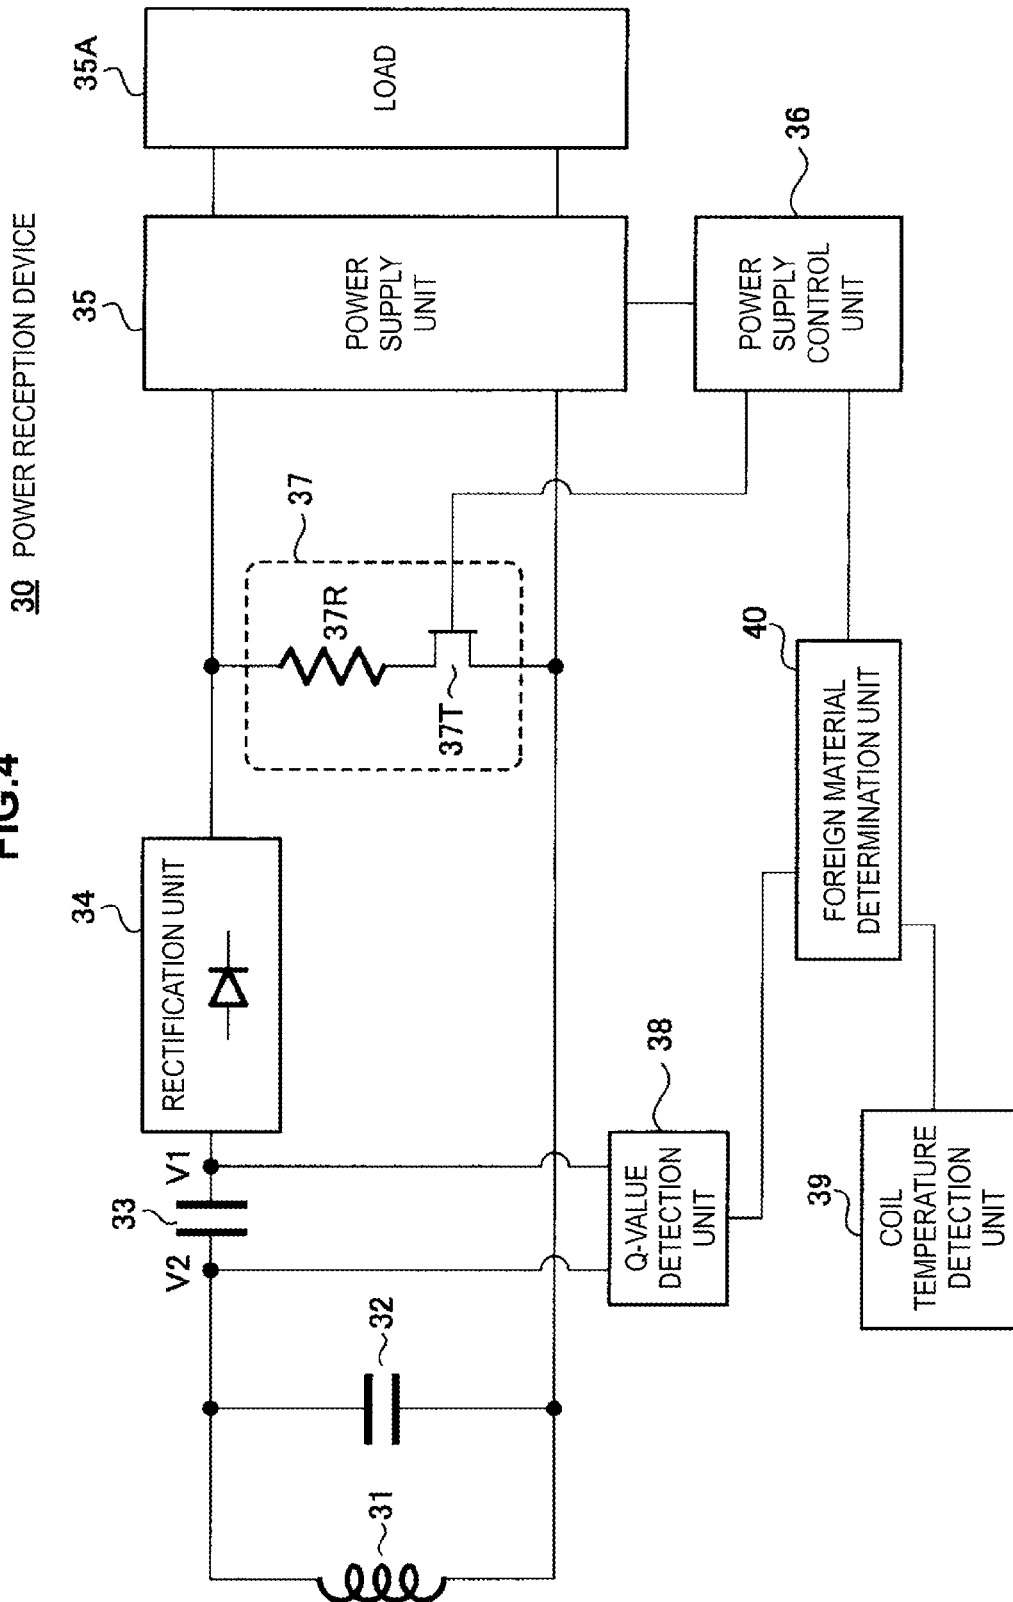 FIG.4
30 POWER RECEPTION DEVICE
31
32
33
V2
V1
34
RECTIFICATION UNIT
37
37R
37T
35
POWER
SUPPLY
UNIT
35A
LOAD
36
POWER
SUPPLY
CONTROL
UNIT
38
Q-VALUE
DETECTION
UNIT
40
FOREIGN MATERIAL
DETERMINATION UNIT
39
COIL
TEMPERATURE
DETECTION
UNIT